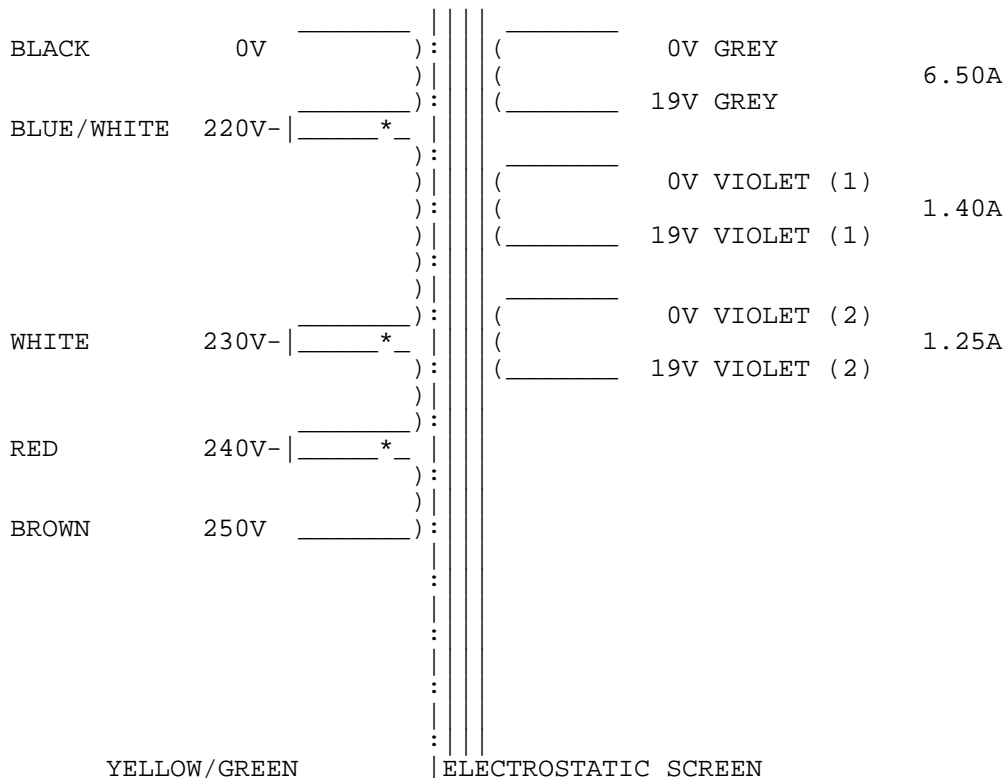 BLACK 0V 0V GREY
6.50A
19V GREY
BLUE/WHITE 220V
0V VIOLET (1)
1.40A
19V VIOLET (1)
0V VIOLET (2)
WHITE 230V 1.25A
19V VIOLET (2)
RED 240V
BROWN 250V
YELLOW/GREEN ELECTROSTATIC SCREEN